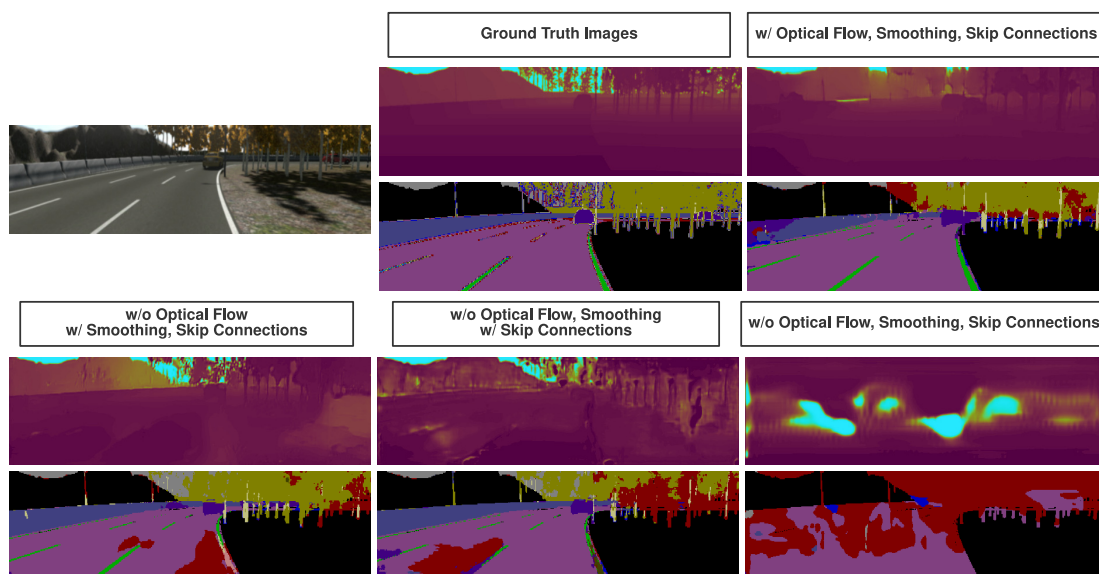 Ground Truth Images
w/ Optical Flow, Smoothing, Skip Connections
w/o Optical Flow
w/ Smoothing, Skip Connections
w/o Optical Flow, Smoothing
w/ Skip Connections
w/o Optical Flow, Smoothing, Skip Connections